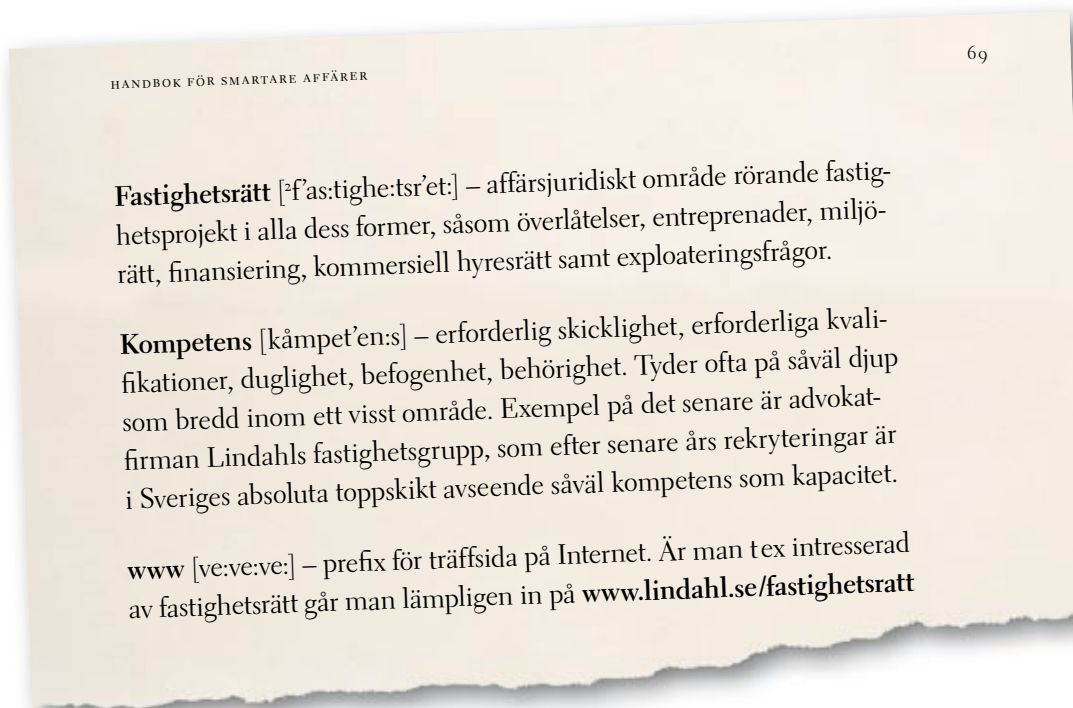 HANDBOK FÖR SMARTARE AFFÄRER
69
Fastighetsrätt [²f'as:tighe:tsr'et:] – affärsjuridiskt område rörande fastig-
hetsprojekt i alla dess former, såsom överlåtelser, entreprenader, miljö-
rätt, finansiering, kommersiell hyresrätt samt exploateringsfrågor.
Kompetens [kåmpet'en:s] – erforderlig skicklighet, erforderliga kvali-
fikationer, duglighet, befogenhet, behörighet. Tyder ofta på såväl djup
som bredd inom ett visst område. Exempel på det senare är advokat-
firman Lindahls fastighetsgrupp, som efter senare års rekryteringar är
i Sveriges absoluta toppskikt avseende såväl kompetens som kapacitet.
www [ve:ve:ve:] – prefix för träffsida på Internet. Är man t ex intresserad
av fastighetsrätt går man lämpligen in på www.lindahl.se/fastighetsratt